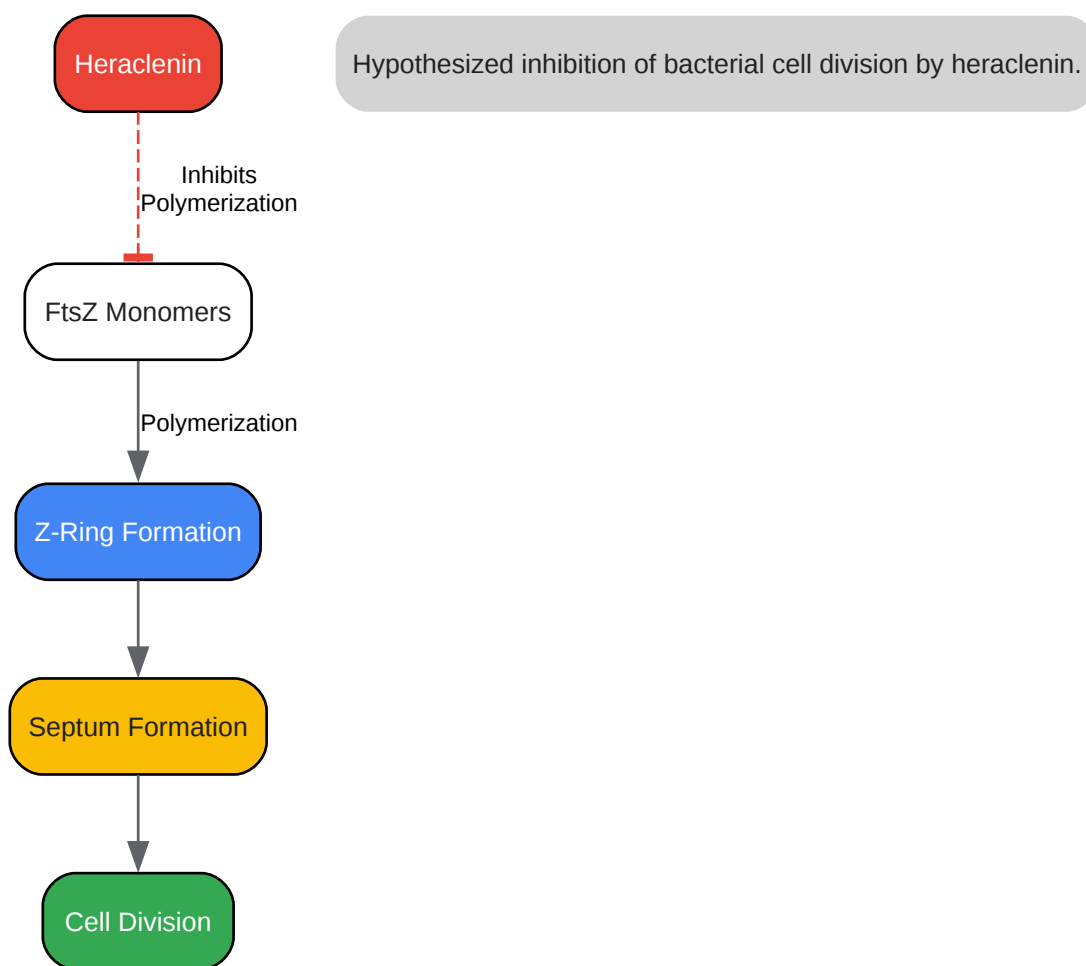 Heraclenin
Hypothesized inhibition of bacterial cell division by heraclenin.
Inhibits
Polymerization
FtsZ Monomers
Polymerization
Z-Ring Formation
Septum Formation
Cell Division